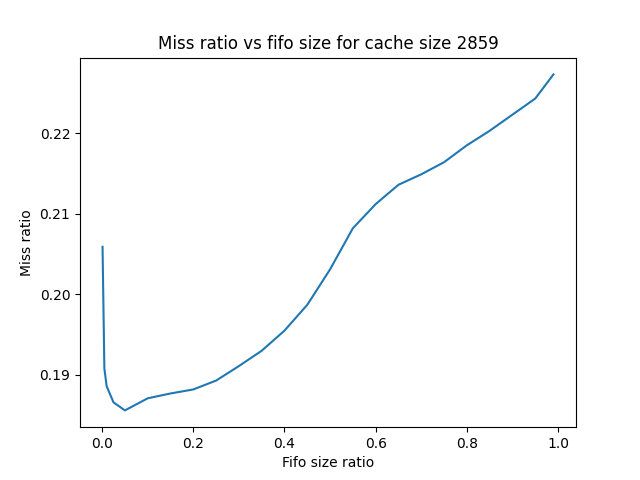 Miss ratio vs fifo size for cache size 2859
0.22
0.21
0.20
0.19
Miss ratio
0.0 0.2 0.4 0.6 0.8 1.0
Fifo size ratio